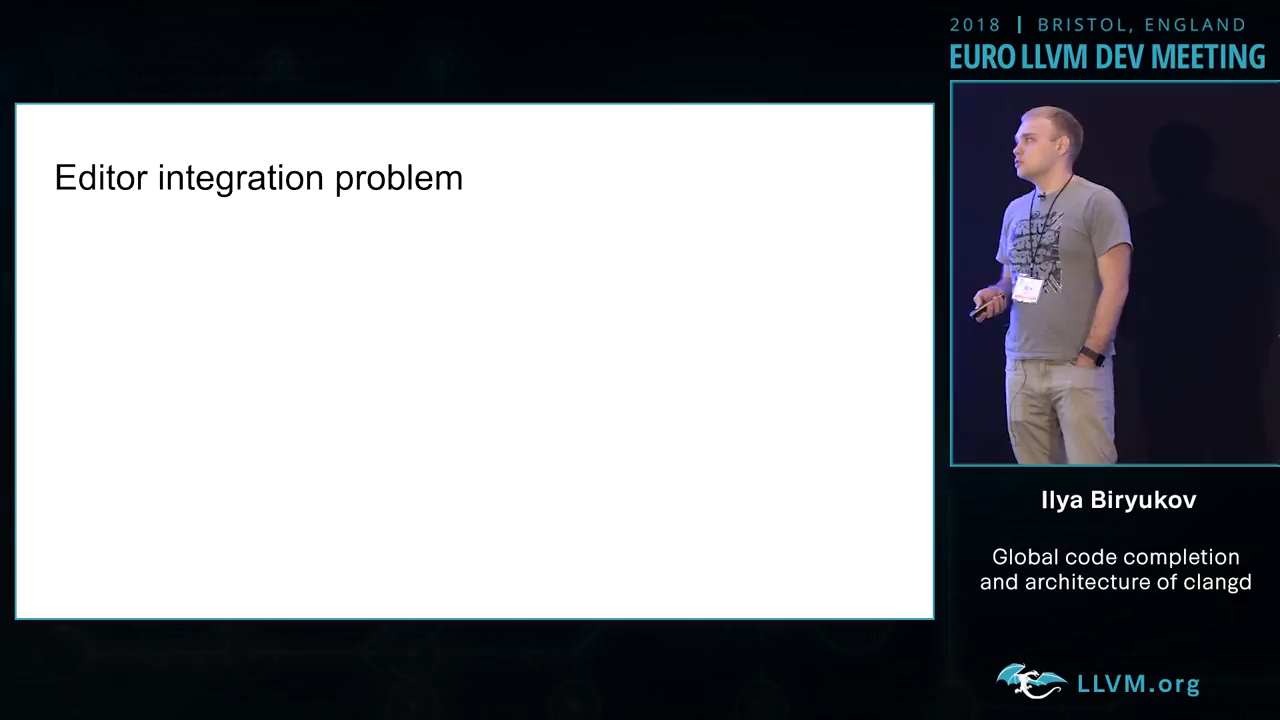 2018 | BRISTOL, ENGLAND
EURO LLVM DEV MEETING
Editor integration problem
Ilya Biryukov
Global code completion
and architecture of clangd
LLVM.org